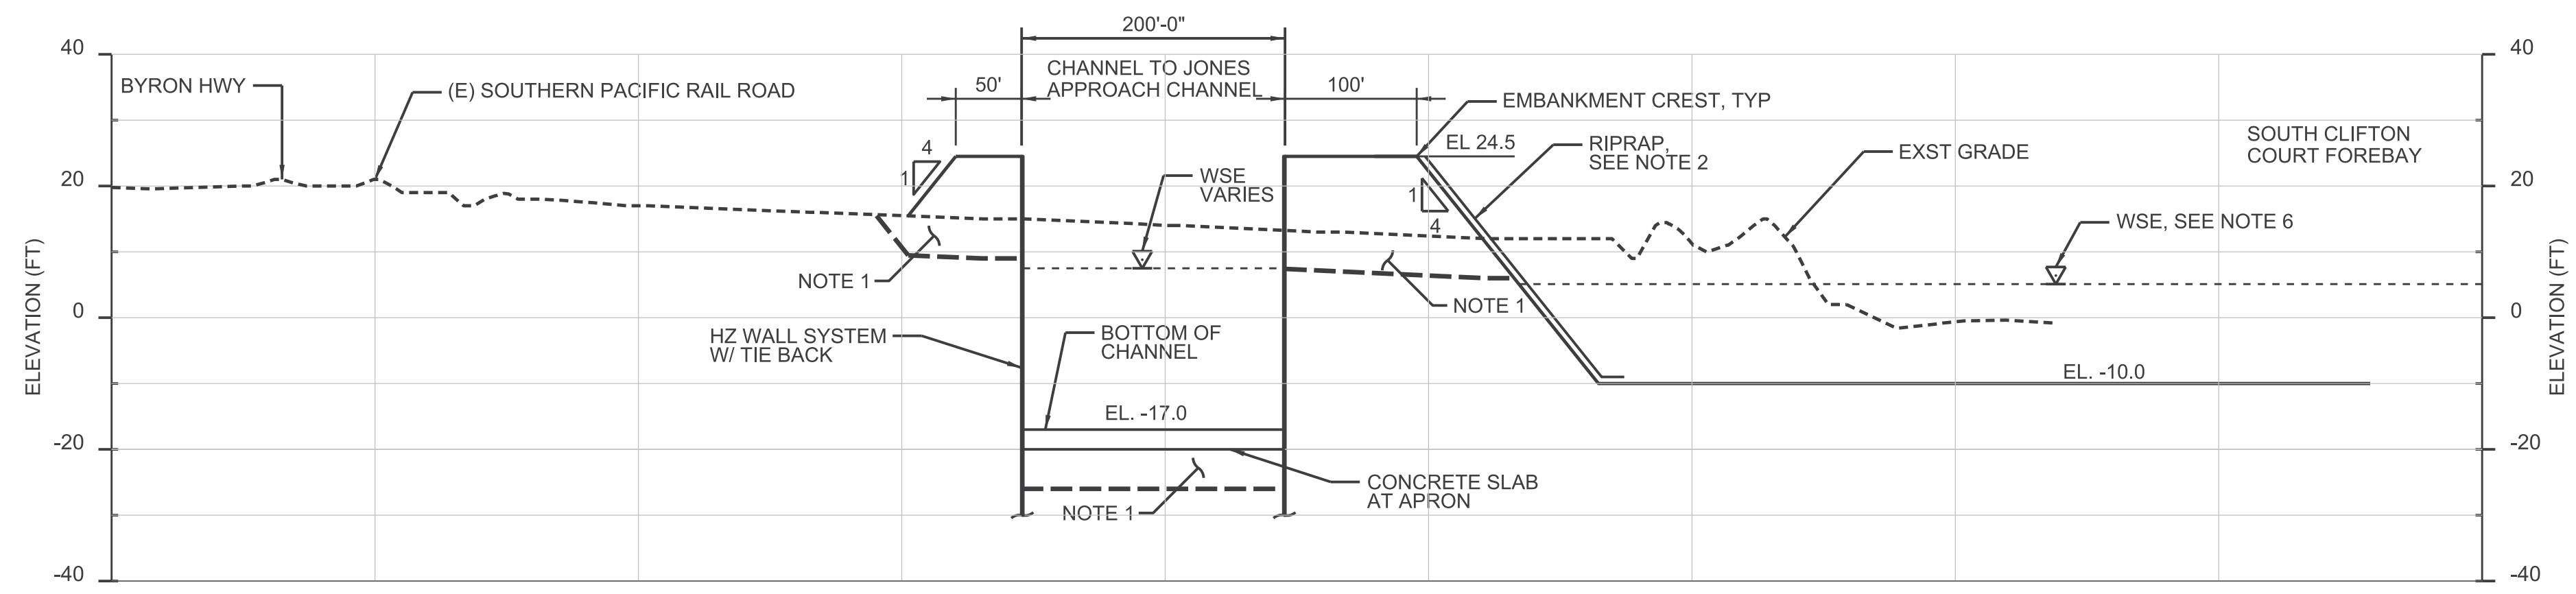 200'-0"
40
40
BYRON HWY
(E) SOUTHERN PACIFIC RAIL ROAD
50'
CHANNEL TO JONES
APPROACH CHANNEL
100'
EMBANKMENT CREST, TYP
EL 24.5
RIPRAP,
SEE NOTE 2
EXST GRADE
SOUTH CLIFTON
COURT FOREBAY
4
1
WSE
VARIES
1
4
20
20
WSE, SEE NOTE 6
NOTE 1
NOTE 1
0
0
ELEVATION (FT)
ELEVATION (FT)
HZ WALL SYSTEM
W/ TIE BACK
BOTTOM OF
CHANNEL
EL. -10.0
EL. -17.0
-20
-20
CONCRETE SLAB
AT APRON
NOTE 1
-40
-40